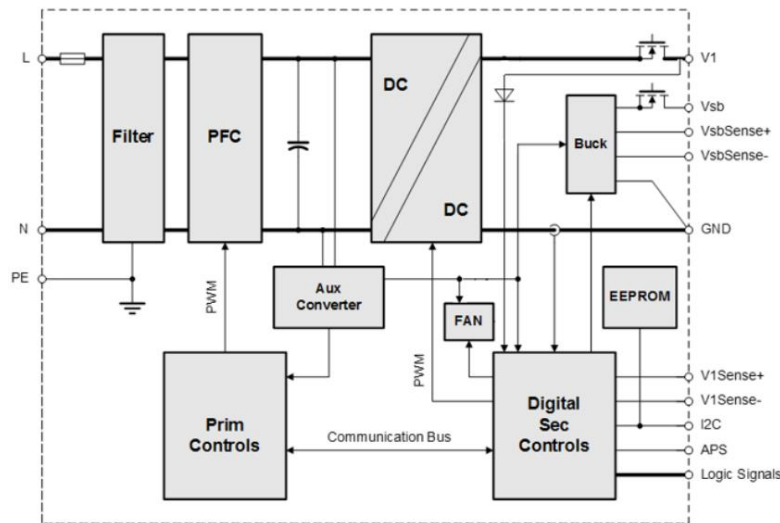 L
V1
Vsb
VsbSense+
VsbSense-
Filter
PFC
DC
DC
Buck
N
GND
PE
PWM
Aux
Converter
FAN
EEPROM
PWM
Prim
Controls
Communication Bus
Digital
Sec
Controls
V1Sense+
V1Sense-
I2C
APS
Logic Signals